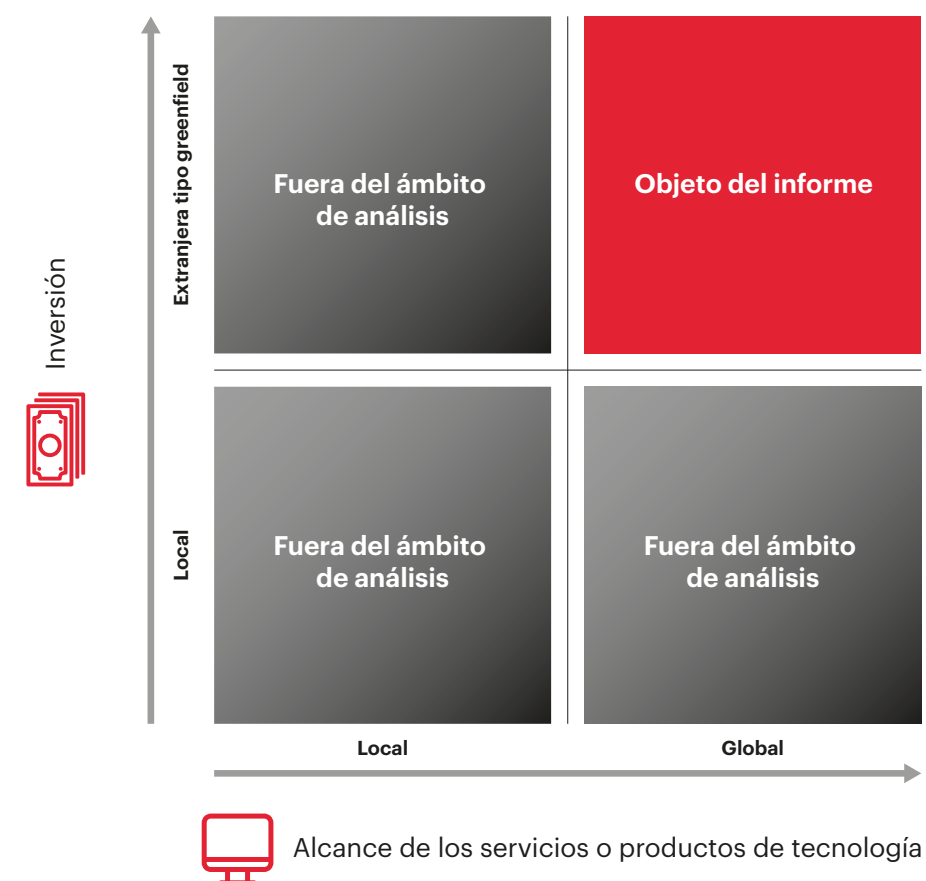 Inversión
Extranjera tipo greenfield
Local
Fuera del ámbito
de análisis
Objeto del informe
Fuera del ámbito
de análisis
Fuera del ámbito
de análisis
Local
Global
Alcance de los servicios o productos de tecnología